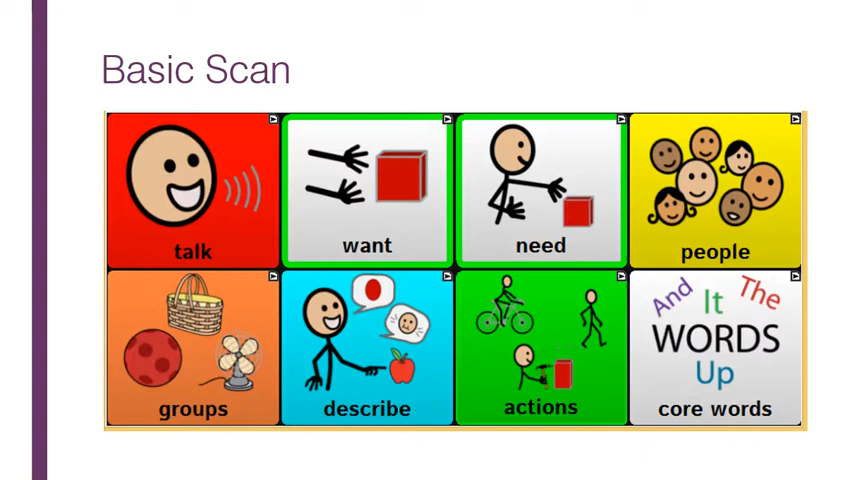 Basic Scan
talk
want
need
people
groups
describe
actions
And
It
The
WORDS
Up
core words